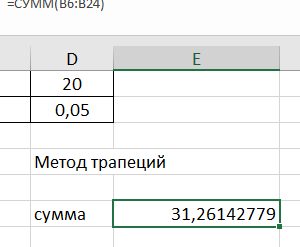 =СУММ(B6:B24)
D E
20
0,05
Метод трапеций
сумма 31,26142779